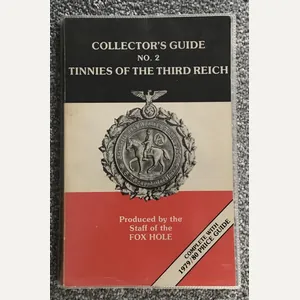 COLLECTOR'S GUIDE
NO. 2
TINNIES OF THE THIRD REICH
Produced by the
Staff of the
FOX HOLE
COMPLETE WITH
1979/80 PRICE GUIDE